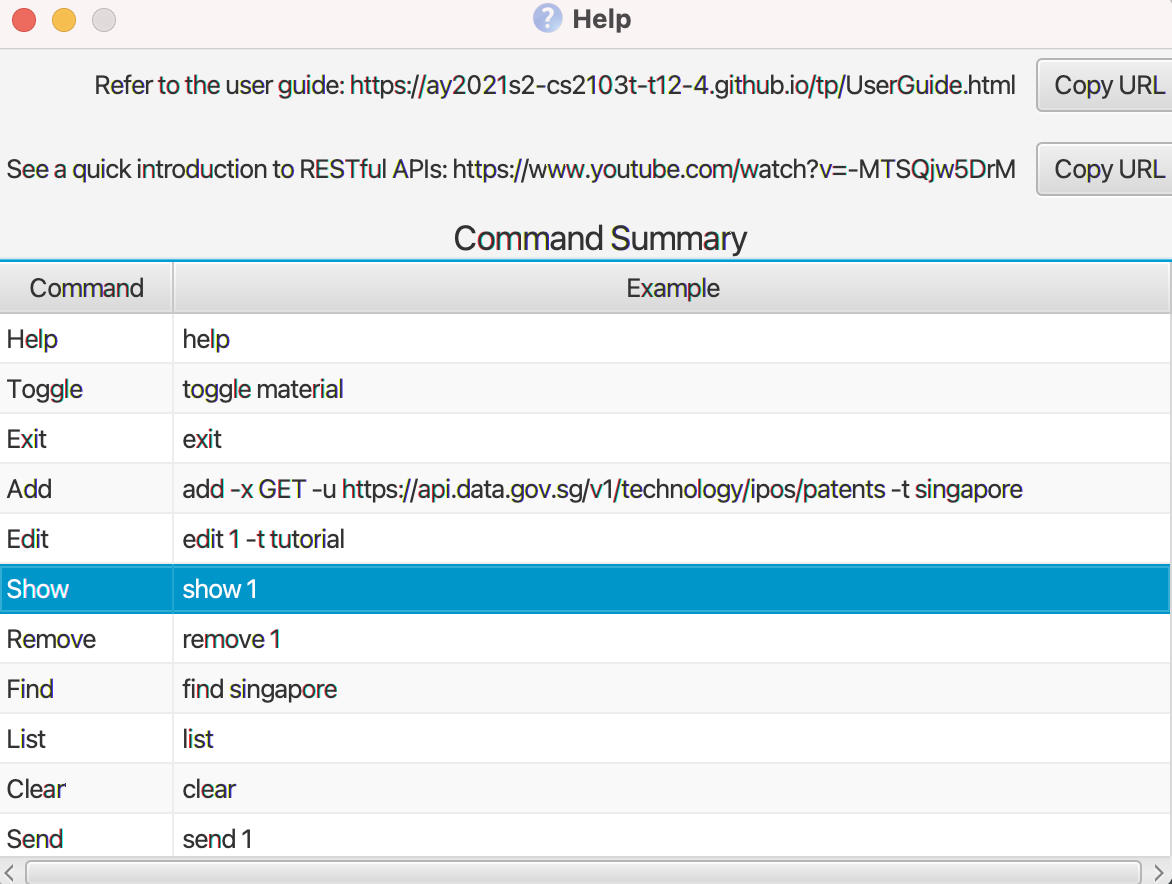 Help
Refer to the user guide: https://ay2021s2-cs2103t-t12-4.github.io/tp/UserGuide.html Copy URL
See a quick introduction to RESTful APIs: https://www.youtube.com/watch?v=-MTSQjw5DrM Copy URL
Command Summary
Command Example
Help help
Toggle toggle material
Exit exit
Add add -x GET -u https://api.data.gov.sg/v1/technology/ipos/patents -t singapore
Edit edit 1 -t tutorial
Show show 1
Remove remove 1
Find find singapore
List list
Clear clear
Send send 1